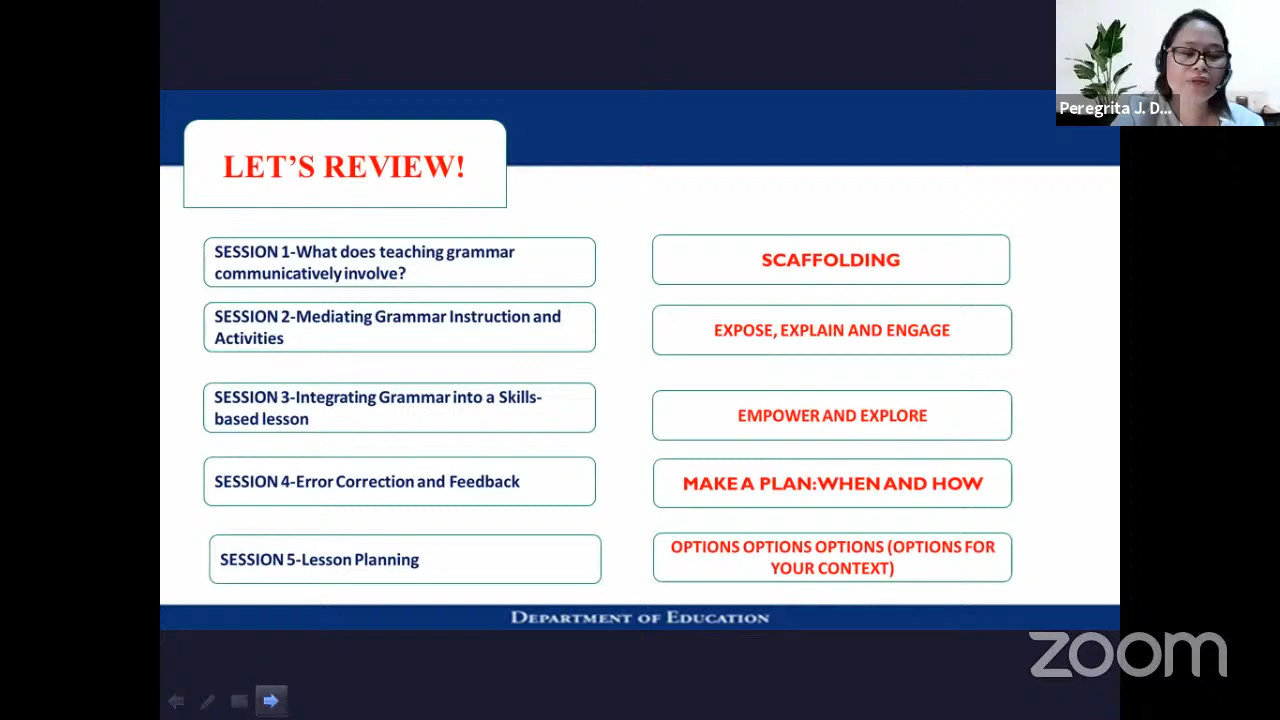 Peregrita J. D...
LET'S REVIEW!
SESSION 1-What does teaching grammar
communicatively involve?
SCAFFOLDING
SESSION 2-Mediating Grammar Instruction and
Activities
EXPOSE, EXPLAIN AND ENGAGE
SESSION 3-Integrating Grammar into a Skills-
based lesson
EMPOWER AND EXPLORE
SESSION 4-Error Correction and Feedback
MAKE A PLAN:WHEN AND HOW
SESSION 5-Lesson Planning
OPTIONS OPTIONS OPTIONS (OPTIONS FOR
YOUR CONTEXT)
DEPARTMENT OF EDUCATION
zoom